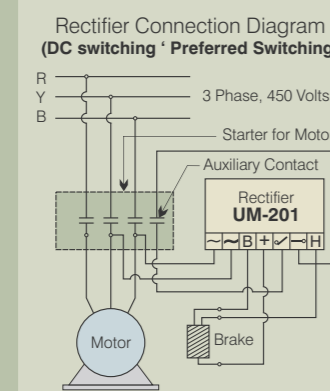 Rectifier Connection Diagram
(DC switching ‘ Preferred Switching
R
Y
B
3 Phase, 450 Volts
Starter for Moto
Auxiliary Contact
Rectifier
UM-201
~ ~ B + H
Motor
Brake